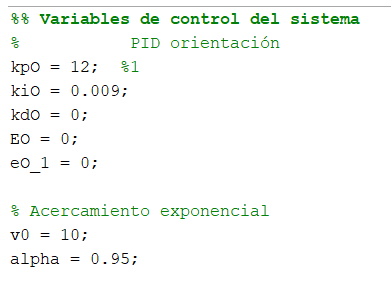 %% Variables de control del sistema
% PID orientación
kpO = 12; %1
kiO = 0.009;
kdO = 0;
EO = 0;
eO_1 = 0;
% Acercamiento exponencial
v0 = 10;
alpha = 0.95;